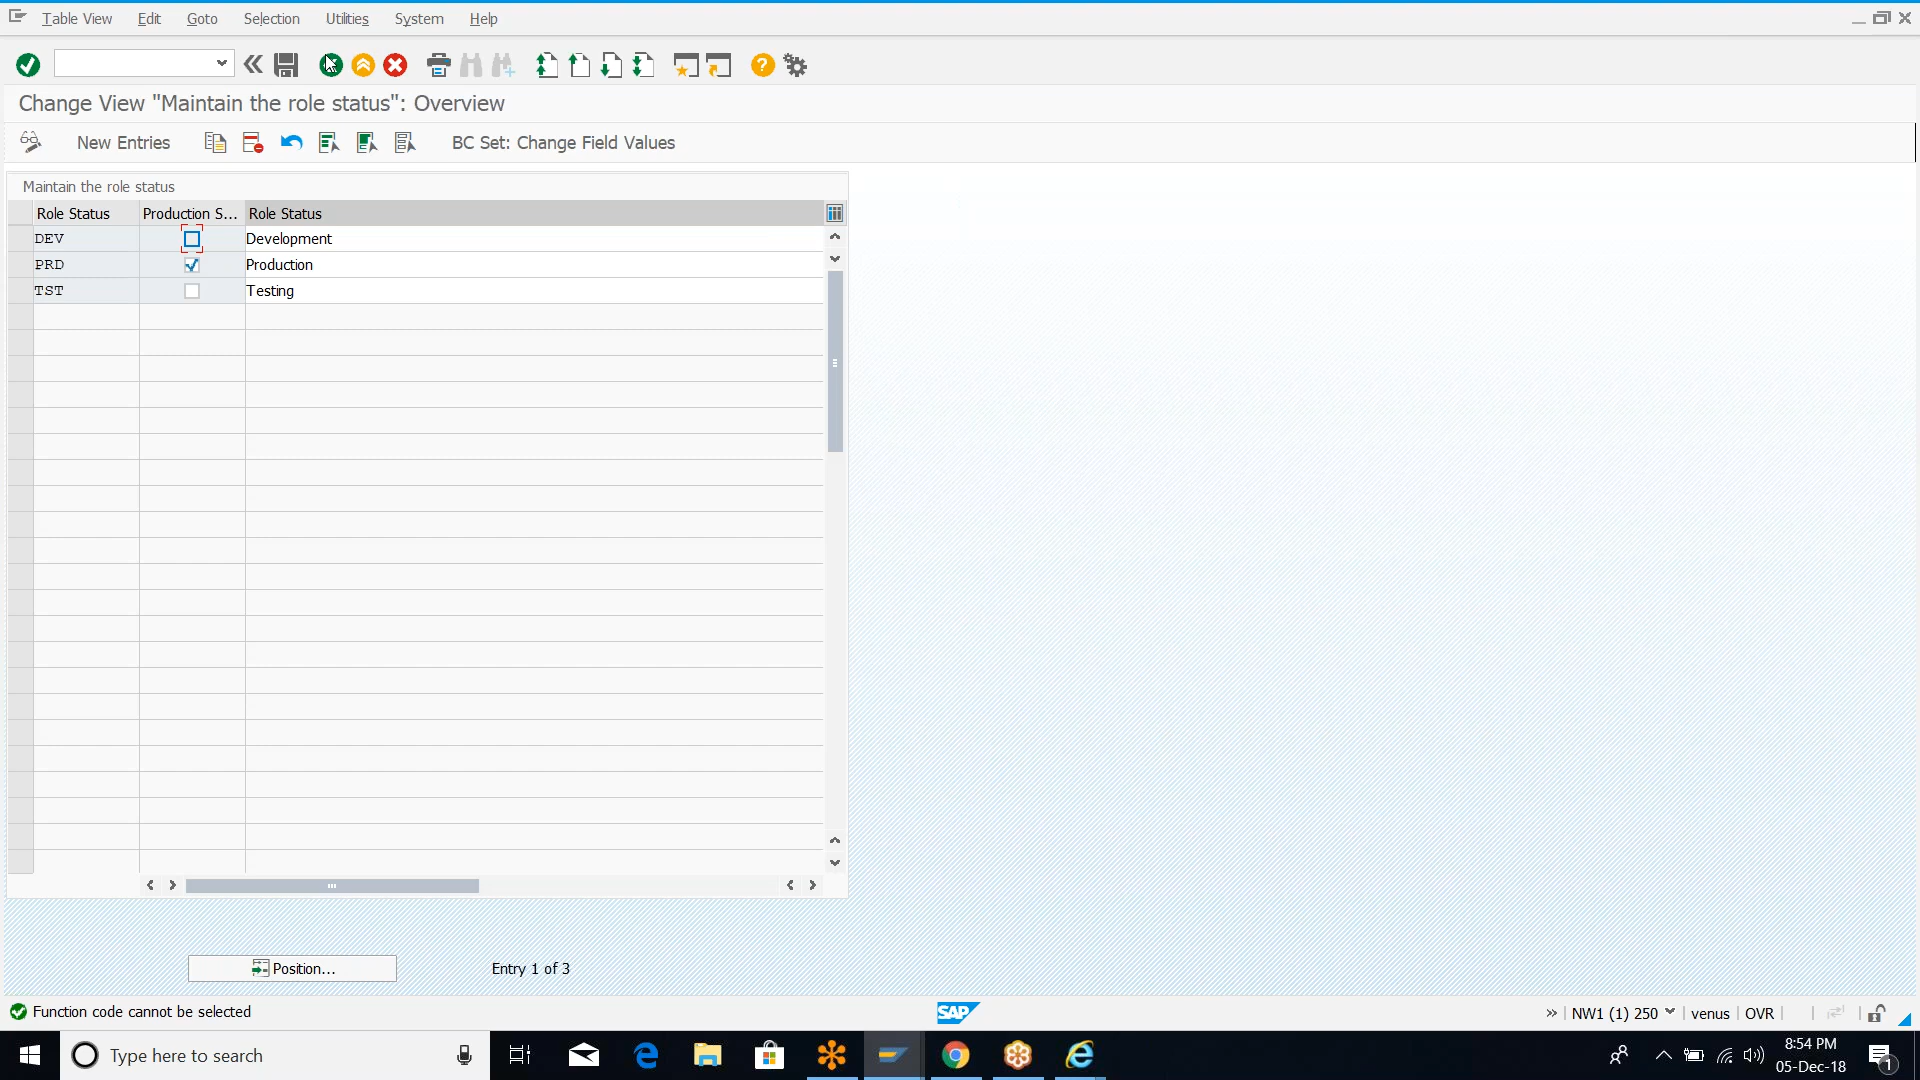 Table View Edit Goto Selection Utilities System Help
Change View "Maintain the role status": Overview
New Entries BC Set: Change Field Values
Maintain the role status
Role Status Production S... Role Status
DEV Development
PRD Production
TST Testing
Position... Entry 1 of 3
Function code cannot be selected SAP NW1 (1) 250 venus OVR
Type here to search 8:54 PM
05-Dec-18 1